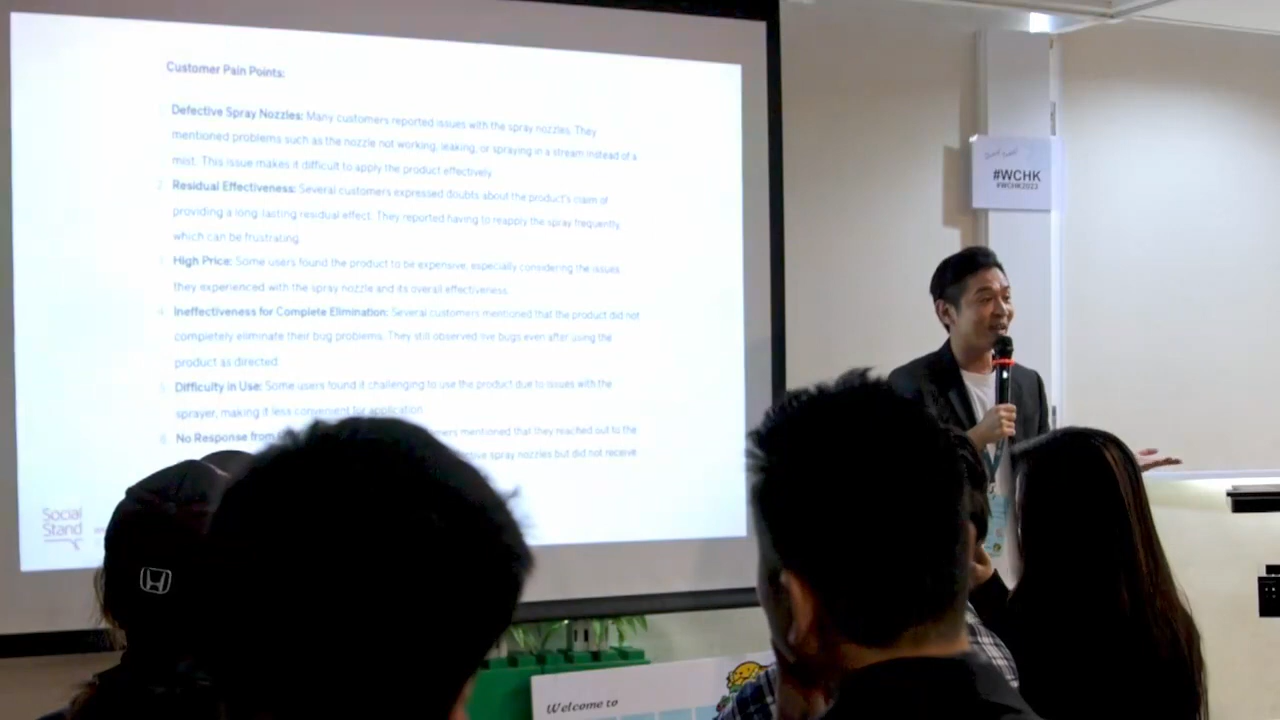 Customer Pain Points:
Defective Spray Nozzles: Many customers reported issues with the spray nozzles. They
mentioned problems such as the nozzle not working, leaking, or spraying in a stream instead of a
mist. This issue makes it difficult to apply the product effectively.
2. Residual Effectiveness: Several customers expressed doubts about the product's claim of
providing a long-lasting residual effect. They reported having to reapply the spray frequently,
which can be frustrating.
High Price: Some users found the product to be expensive, especially considering the issues
they experienced with the spray nozzle and its overall effectiveness.
4. Ineffectiveness for Complete Elimination: Several customers mentioned that the product did not
completely eliminate their bug problems. They still observed live bugs even after using the
product as directed.
Difficulty in Use: Some users found it challenging to use the product due to issues with the
sprayer, making it less convenient for application.
6. No Response from mentioned that they reached out to the
spray nozzles but did not receive
Social
Stand
#WCHK
#WCHK2023
Welcome to